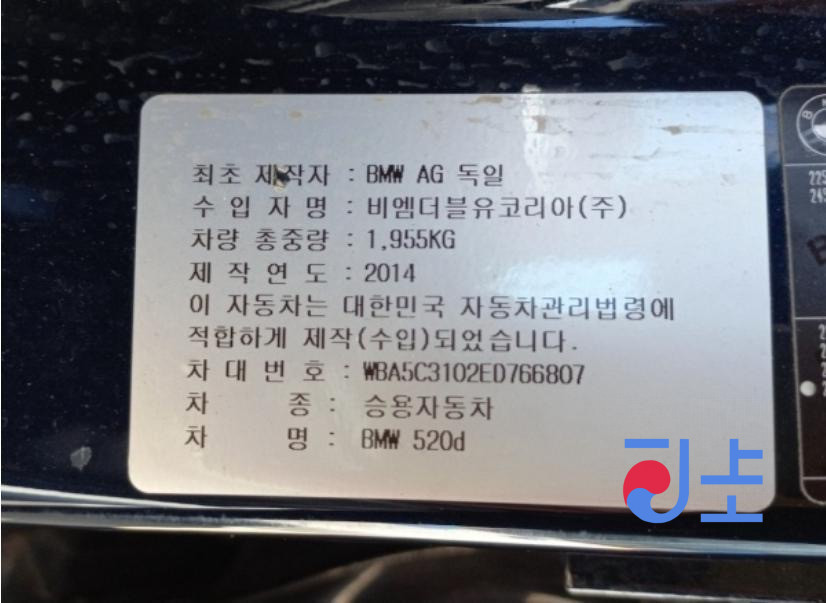 최초 제작자 : BMW AG 독일
수 입 자 명 : 비엠더블유코리아(주)
차량 총중량 : 1,955KG
제 작 연 도 : 2014
이 자동차는 대한민국 자동차관리법령에
적합하게 제작(수입)되었습니다.
차 대 번 호 : WBA5C3102ED766807
차 종 : 승용자동차
차 명 : BMW 520d